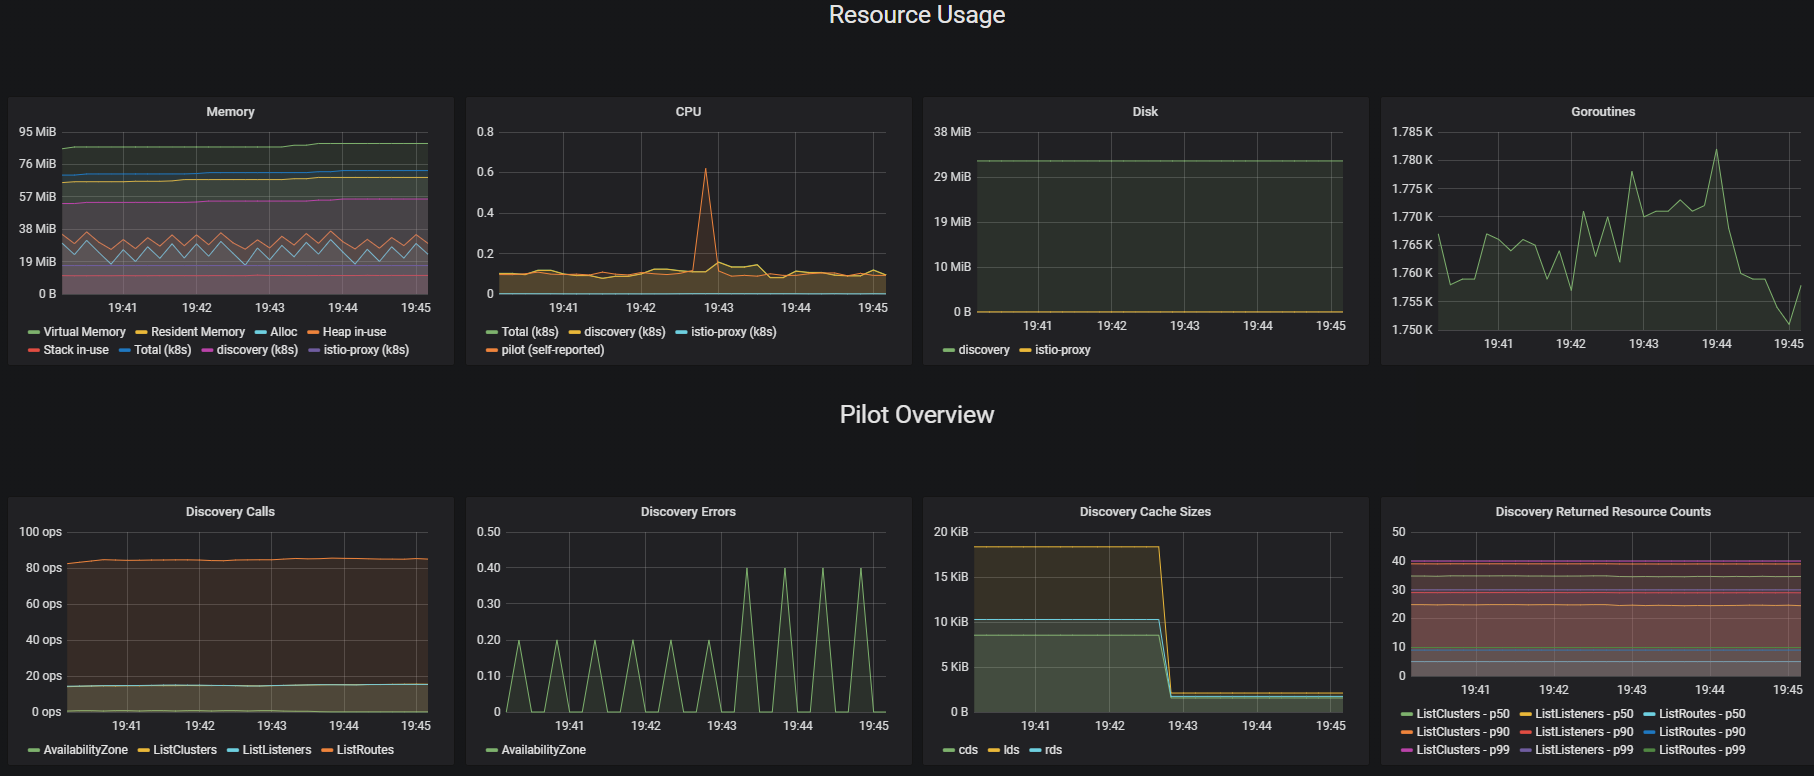 Resource Usage
Memory
95 MiB
76 MiB
57 MiB
38 MiB
19 MiB
0 B
19:41 19:42 19:43 19:44 19:45
Virtual Memory Resident Memory Alloc Heap in-use
Stack in-use Total (k8s) discovery (k8s) istio-proxy (k8s)
CPU
0.8
0.6
0.4
0.2
0
19:41 19:42 19:43 19:44 19:45
Total (k8s) discovery (k8s) istio-proxy (k8s)
pilot (self-reported)
Disk
38 MiB
29 MiB
19 MiB
10 MiB
0 B
19:41 19:42 19:43 19:44 19:45
discovery istio-proxy
Goroutines
1.785 K
1.780 K
1.775 K
1.770 K
1.765 K
1.760 K
1.755 K
1.750 K
19:41 19:42 19:43 19:44 19:45
Pilot Overview
Discovery Calls
100 ops
80 ops
60 ops
40 ops
20 ops
0 ops
19:41 19:42 19:43 19:44 19:45
AvailabilityZone ListClusters ListListeners ListRoutes
Discovery Errors
0.50
0.40
0.30
0.20
0.10
0
19:41 19:42 19:43 19:44 19:45
AvailabilityZone
Discovery Cache Sizes
20 KiB
15 KiB
10 KiB
5 KiB
0 B
19:41 19:42 19:43 19:44 19:45
cds lds rds
Discovery Returned Resource Counts
50
40
30
20
10
0
19:41 19:42 19:43 19:44 19:45
ListClusters - p50 ListListeners - p50 ListRoutes - p50
ListClusters - p90 ListListeners - p90 ListRoutes - p90
ListClusters - p99 ListListeners - p99 ListRoutes - p99